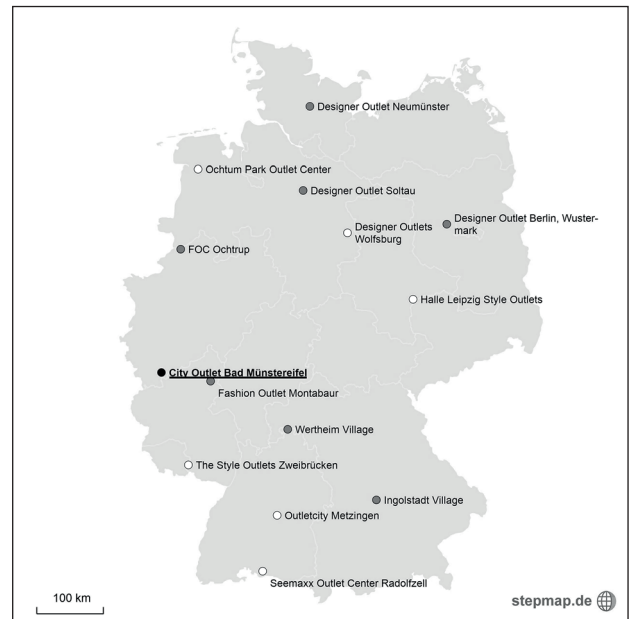 Designer Outlet Neumünster
Ochtum Park Outlet Center
Designer Outlet Soltau
Designer Outlet Berlin, Wuster-
mark
Designer Outlets
Wolfsburg
FOC Ochtrup
Halle Leipzig Style Outlets
City Outlet Bad Münstereifel
Fashion Outlet Montabaur
Wertheim Village
The Style Outlets Zweibrücken
Ingolstadt Village
Outletcity Metzingen
Seemaxx Outlet Center Radolfzell
100 km
stepmap.de